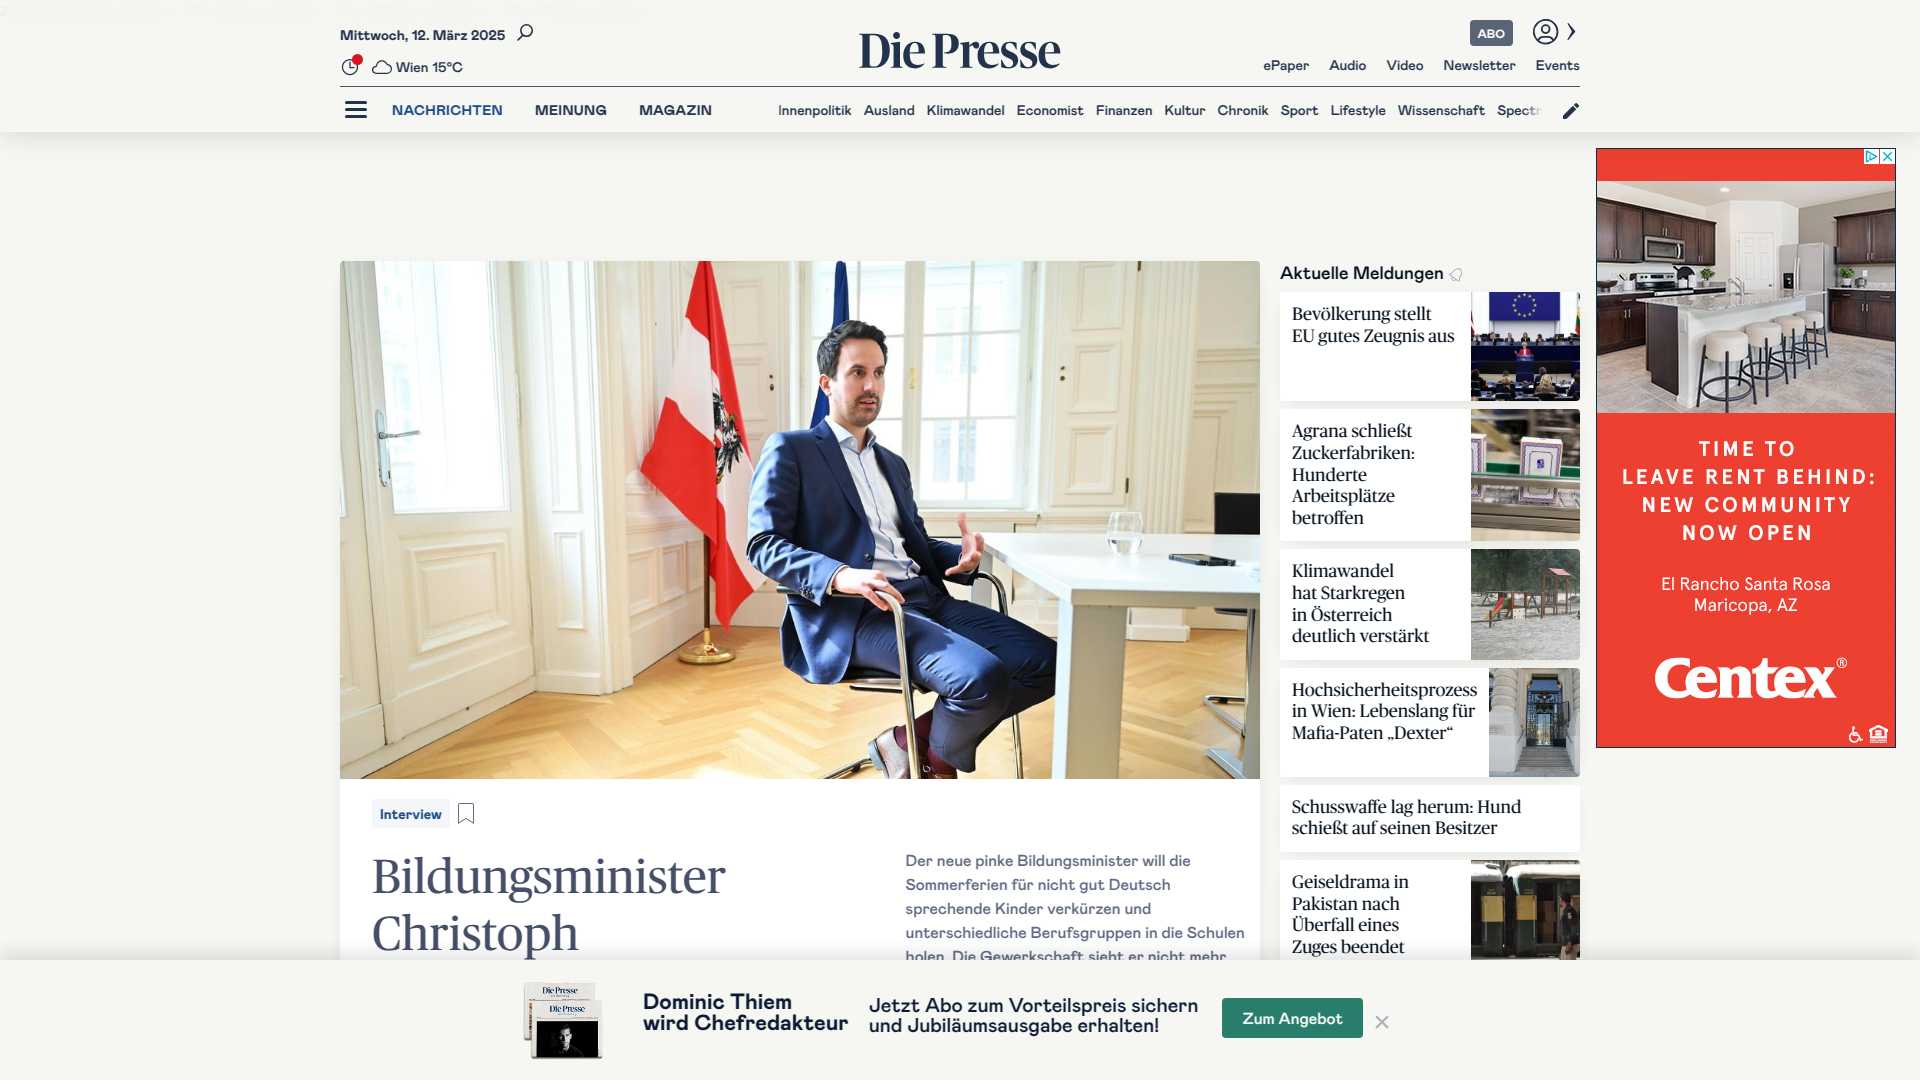 Mittwoch, 12. März 2025
Wien 15°C
Die Presse
ABO
ePaper Audio Video Newsletter Events
NACHRICHTEN MEINUNG MAGAZIN
Innenpolitik Ausland Klimawandel Economist Finanzen Kultur Chronik Sport Lifestyle Wissenschaft Spectr
Interview
Bildungsminister
Christoph
Der neue pinke Bildungsminister will die
Sommerferien für nicht gut Deutsch
sprechende Kinder verkürzen und
unterschiedliche Berufsgruppen in die Schulen
holen. Die Gewerkschaft sieht er nicht mehr
Aktuelle Meldungen
Bevölkerung stellt
EU gutes Zeugnis aus
Agrana schließt
Zuckerfabriken:
Hunderte
Arbeitsplätze
betroffen
Klimawandel
hat Starkregen
in Österreich
deutlich verstärkt
Hochsicherheitsprozess
in Wien: Lebenslang für
Mafia-Paten „Dexter“
Schusswaffe lag herum: Hund
schießt auf seinen Besitzer
Geiseldrama in
Pakistan nach
Überfall eines
Zuges beendet
TIME TO
LEAVE RENT BEHIND:
NEW COMMUNITY
NOW OPEN
El Rancho Santa Rosa
Maricopa, AZ
Centex®
Die Presse
Die Presse
Dominic Thiem
wird Chefredakteur
Jetzt Abo zum Vorteilspreis sichern
und Jubiläumsausgabe erhalten!
Zum Angebot